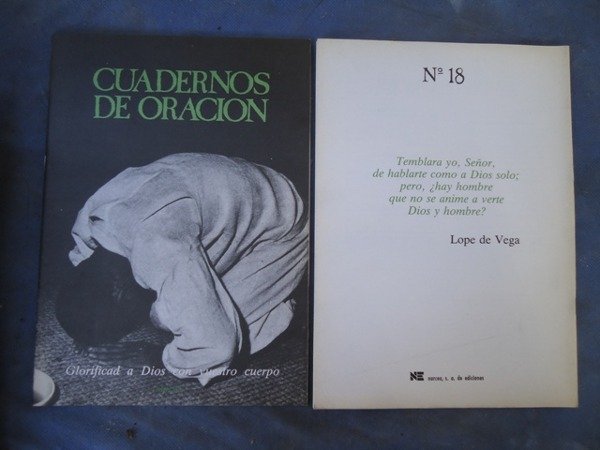 CUADERNOS
DE ORACION
Glorificad a Dios con vuestro cuerpo
Nº 18
Temblara yo, Señor,
de hablarte como a Dios solo;
pero, ¿hay hombre
que no se anime a verte
Dios y hombre?
Lope de Vega
NE narcea, s. a. de ediciones